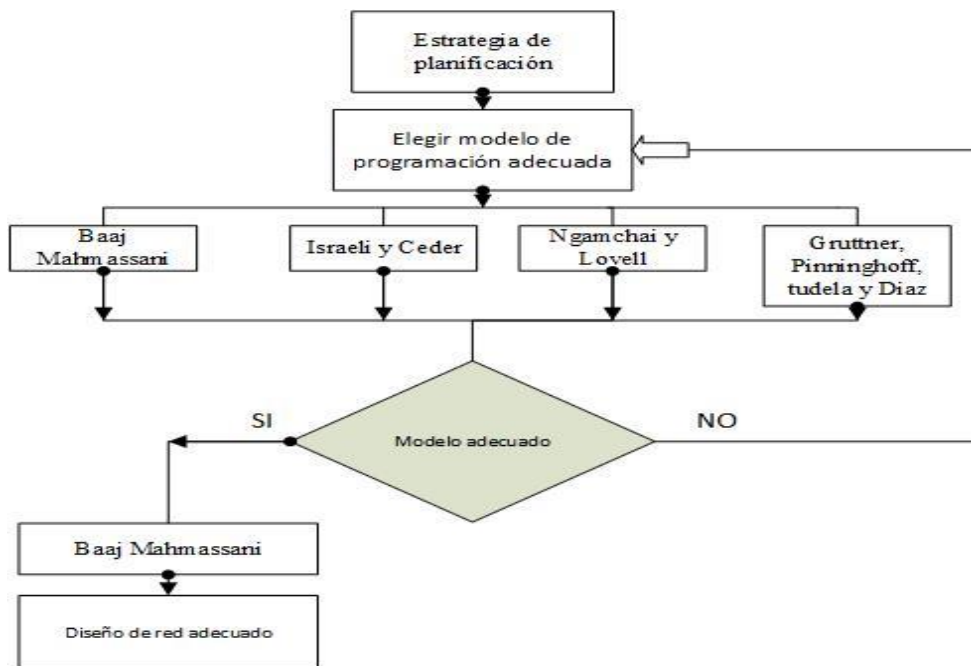 Estrategia de
planificación
Elegir modelo de
programación adecuada
Baaj
Mahmassani
Israeli y Ceder
Ngamchai y
Lovell
Gruttner,
Pinninghoff,
tudela y Diaz
SI
Modelo adecuado
NO
Baaj Mahmassani
Diseño de red adecuado